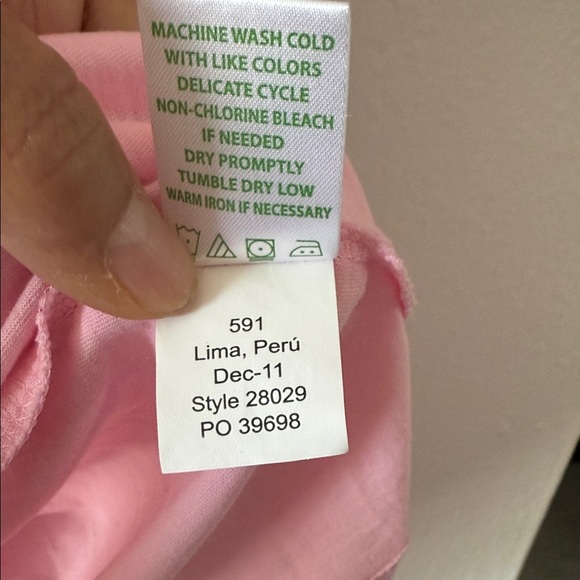 MACHINE WASH COLD
WITH LIKE COLORS
DELICATE CYCLE
NON-CHLORINE BLEACH
IF NEEDED
DRY PROMPTLY
TUMBLE DRY LOW
WARM IRON IF NECESSARY
591
Lima, Perú
Dec-11
Style 28029
PO 39698